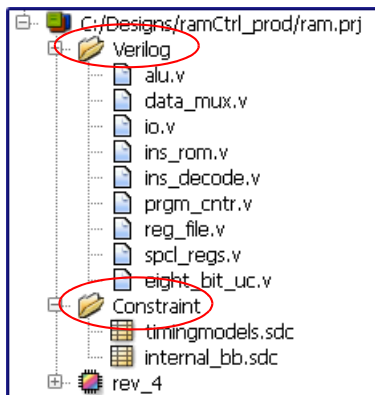 C:/Designs/ramCtrl_prod/ram.prj
Verilog
alu.v
data_mux.v
io.v
ins_rom.v
ins_decode.v
prgm_cntr.v
reg_file.v
spcl_regs.v
eight_bit_uc.v
Constraint
timingmodels.sdc
internal_bb.sdc
rev_4